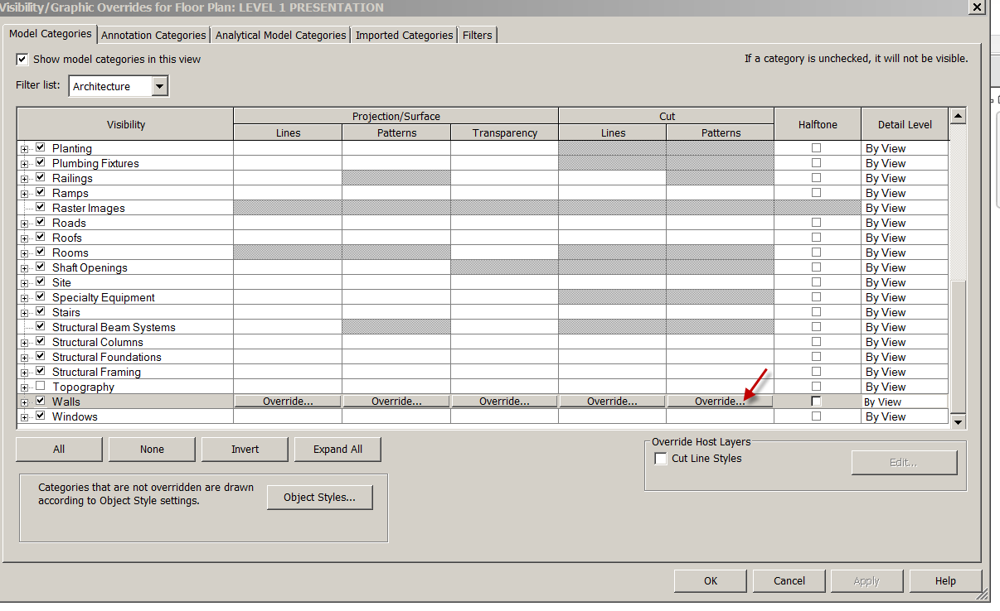 Visibility/Graphic Overrides for Floor Plan: LEVEL 1 PRESENTATION
Model Categories Annotation Categories Analytical Model Categories Imported Categories Filters
Show model categories in this view If a category is unchecked, it will not be visible.
Filter list: Architecture
Visibility Projection/Surface Cut Halftone Detail Level
Lines Patterns Transparency Lines Patterns
Planting By View
Plumbing Fixtures By View
Railings By View
Ramps By View
Raster Images By View
Roads By View
Roofs By View
Rooms By View
Shaft Openings By View
Site By View
Specialty Equipment By View
Stairs By View
Structural Beam Systems By View
Structural Columns By View
Structural Foundations By View
Structural Framing By View
Topography By View
Walls Override... Override... Override... Override... Override... By View
Windows By View
All None Invert Expand All
Override Host Layers
Cut Line Styles Edit...
Categories that are not overridden are drawn
according to Object Style settings.
Object Styles...
OK Cancel Apply Help